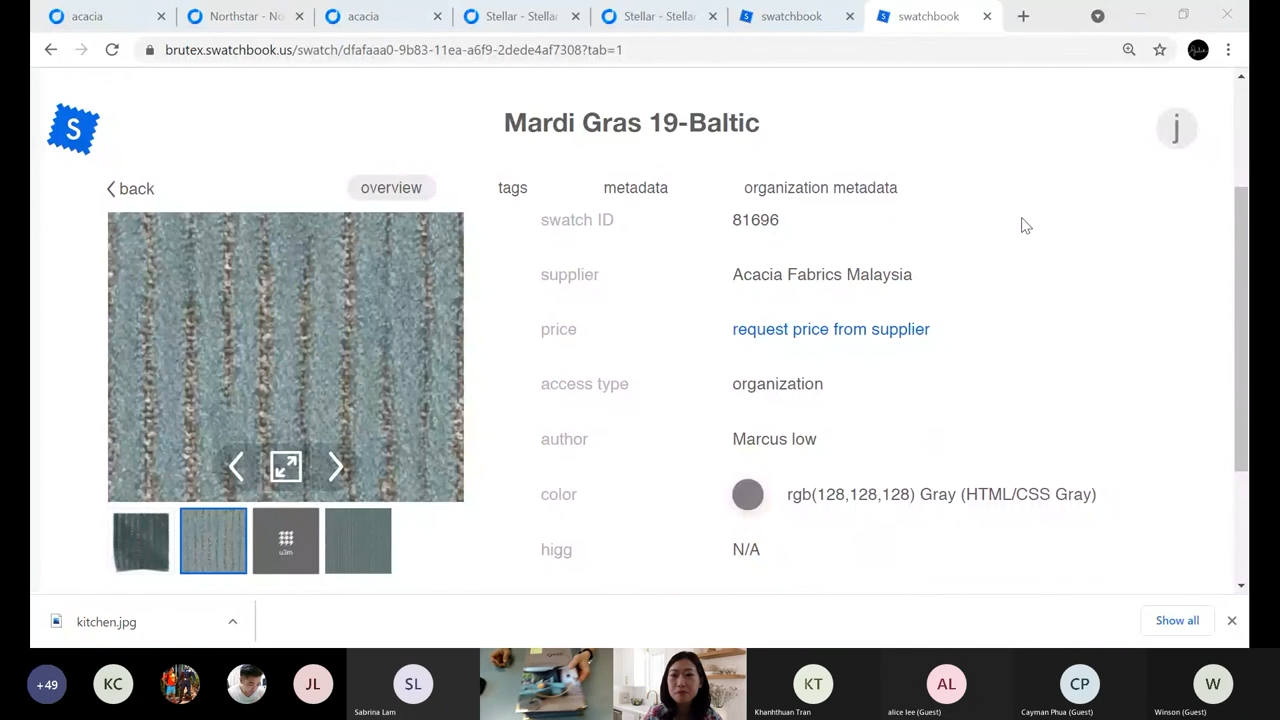 acacia
Northstar - No
acacia
Stellar - Stella
Stellar - Stella
swatchbook
swatchbook
brutex.swatchbook.us/swatch/dfafaaa0-9b83-11ea-a6f9-2dede4af7308?tab=1
S
Mardi Gras 19-Baltic
j
back
overview
tags
metadata
organization metadata
swatch ID
81696
supplier
Acacia Fabrics Malaysia
price
request price from supplier
access type
organization
author
Marcus low
color
rgb(128,128,128) Gray (HTML/CSS Gray)
higg
N/A
u3m
kitchen.jpg
Show all
+49
KC
JL
SL
Sabrina Lam
KT
Khanhthuan Tran
AL
alice lee (Guest)
CP
Cayman Phua (Guest)
W
Winson (Guest)